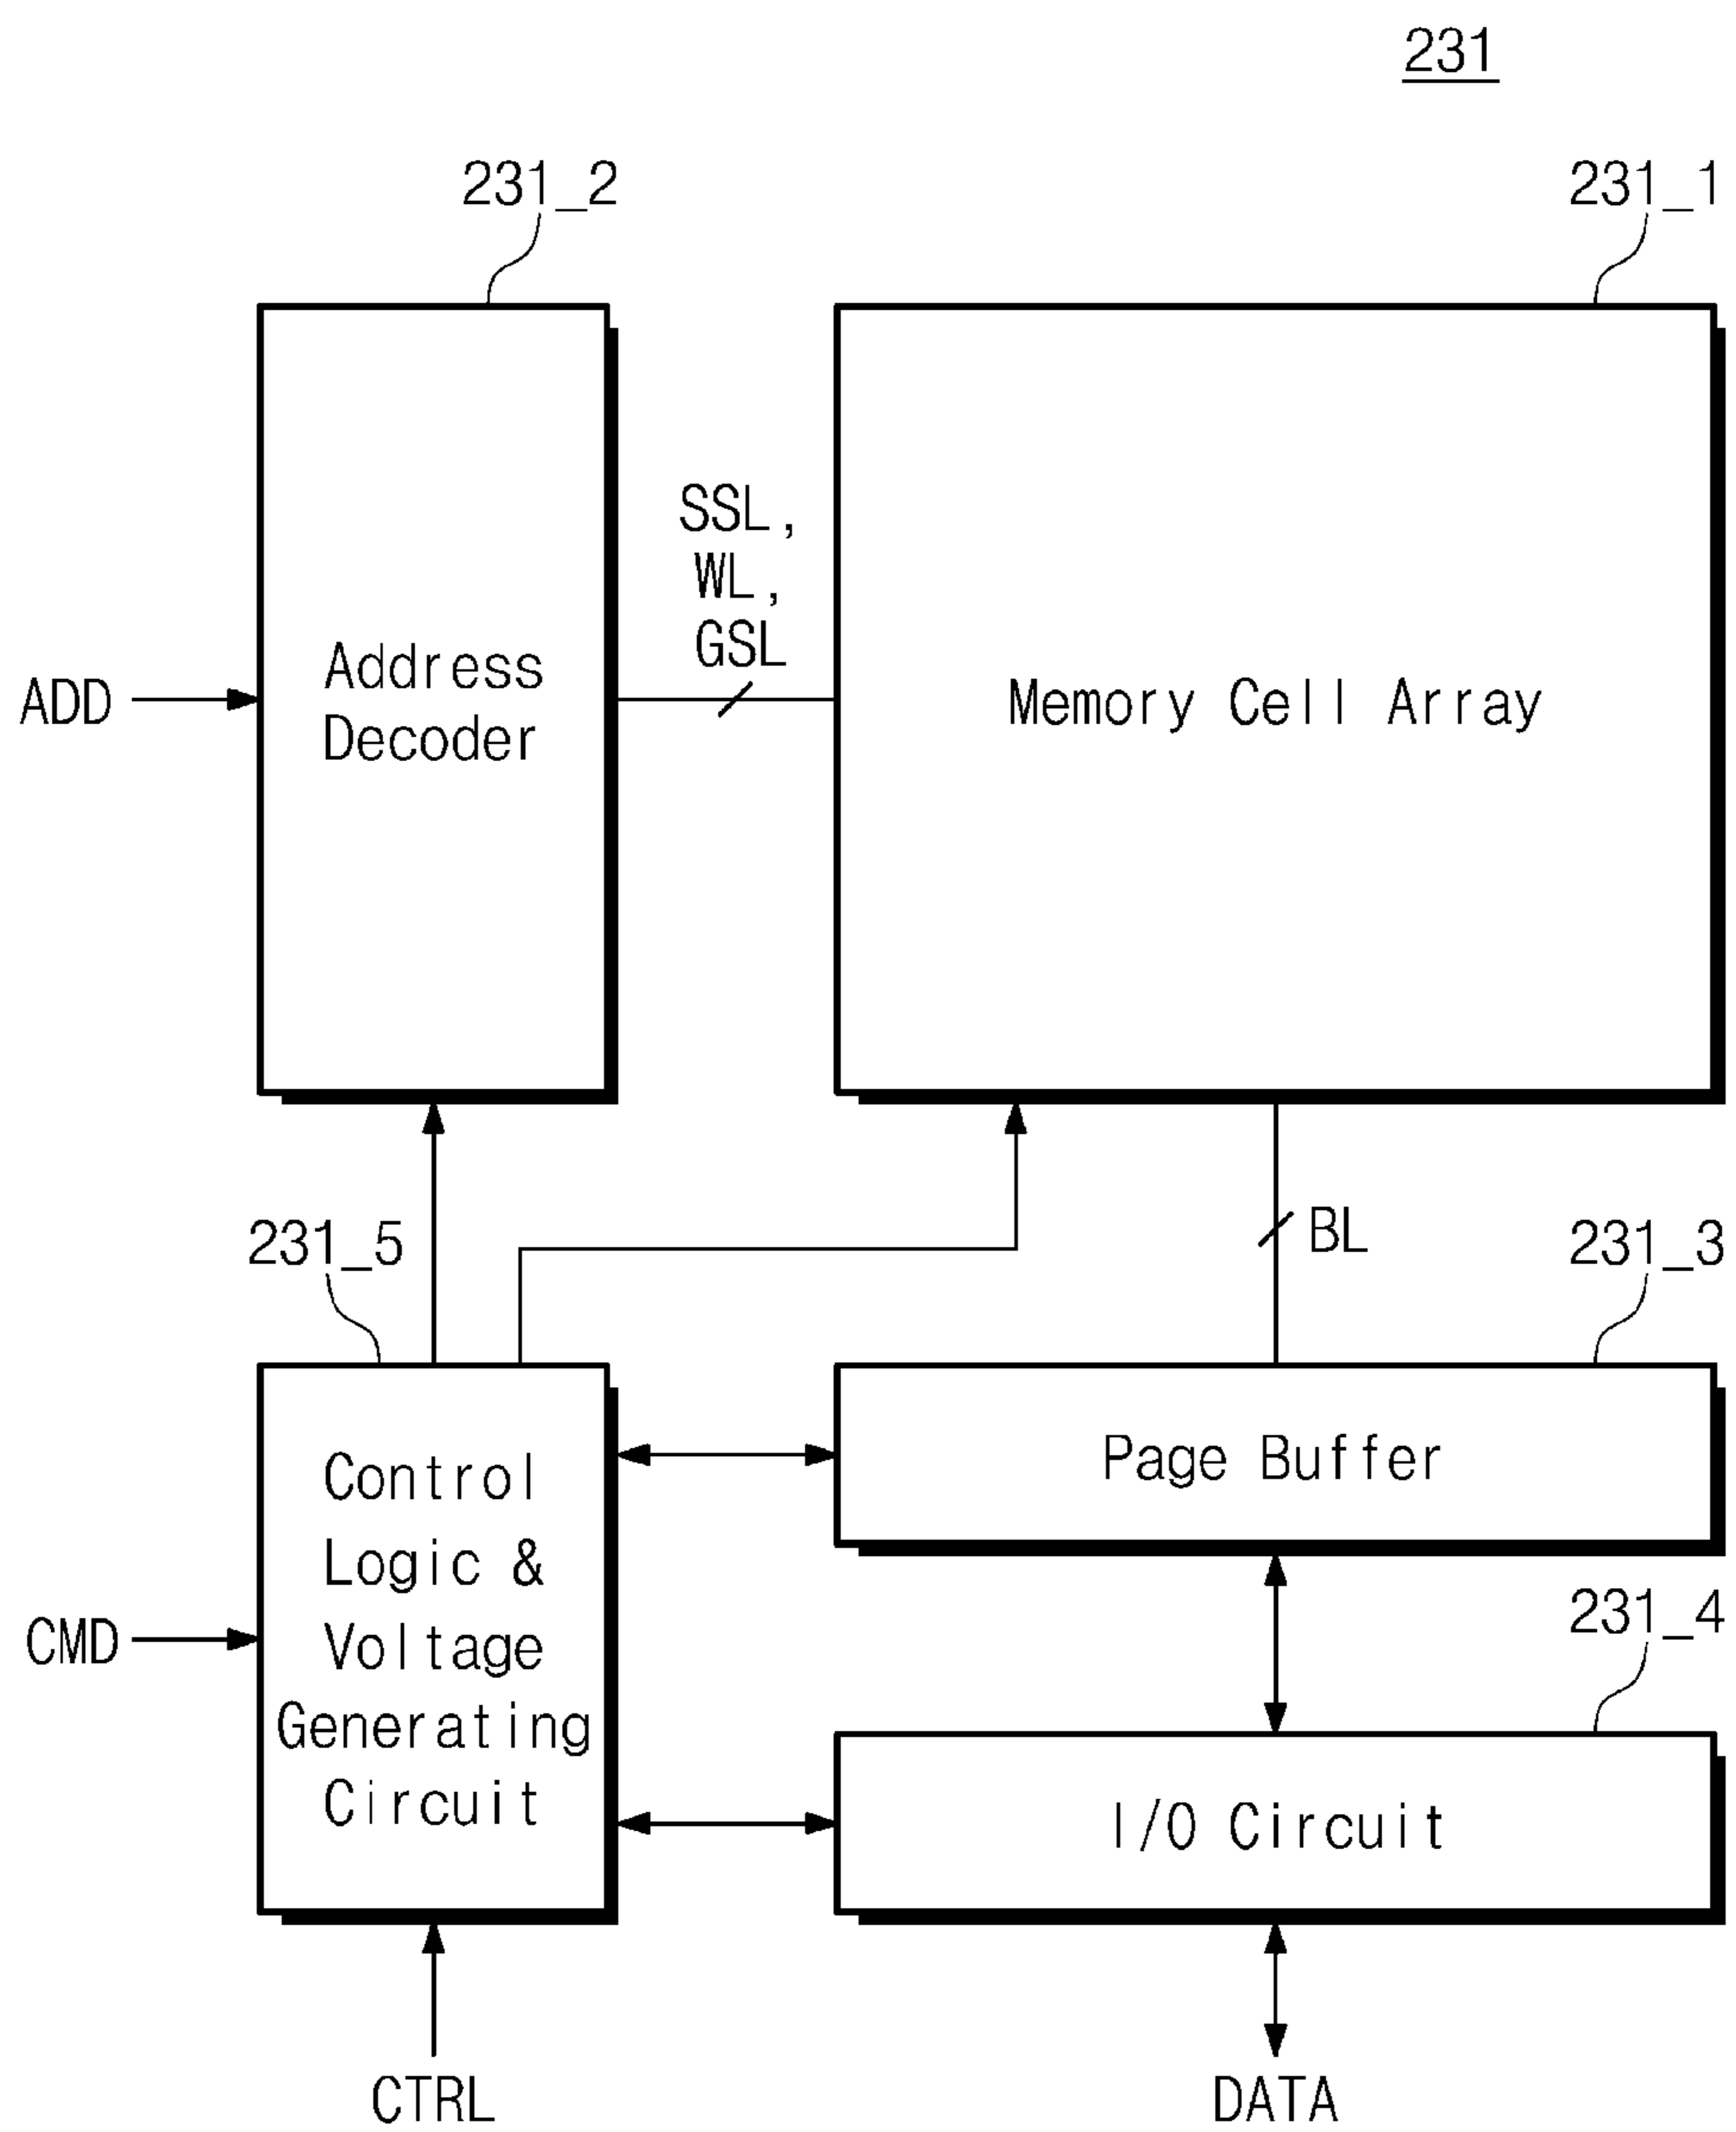 231
231_2
231_1
SSL,
WL,
GSL
Address
Decoder
ADD
Memory Cell Array
231_5
BL
231_3
Control
Logic &
Voltage
Generating
Circuit
Page Buffer
CMD
231_4
I/O Circuit
CTRL
DATA